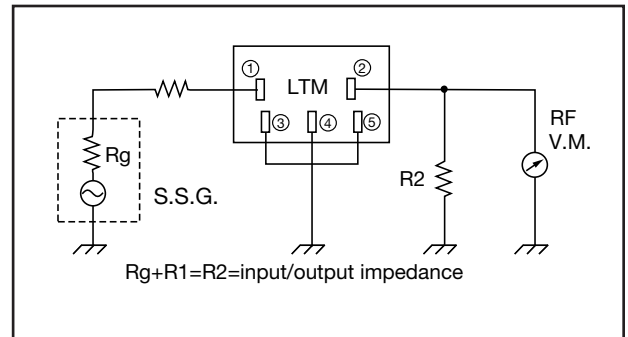 ① LTM ②
③ ④ ⑤
RF
V.M.
Rg
R2
S.S.G.
Rg+R1=R2=input/output impedance